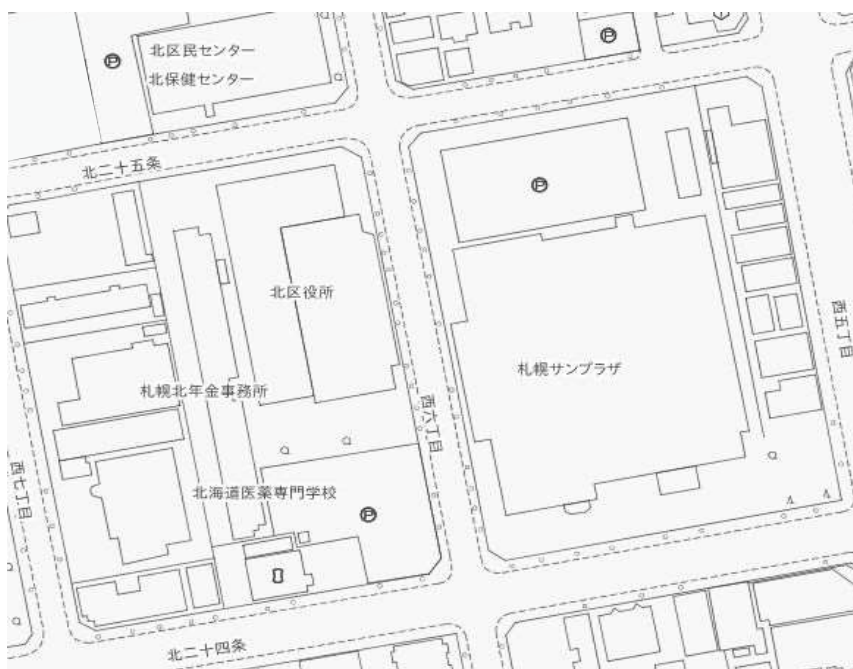 北区民センター
北保健センター
Ⓟ
Ⓟ
北二十五条
Ⓟ
北区役所
西五丁目
札幌サンプラザ
札幌北年金事務所
西六丁目
西七丁目
北海道医薬専門学校
Ⓟ
北二十四条